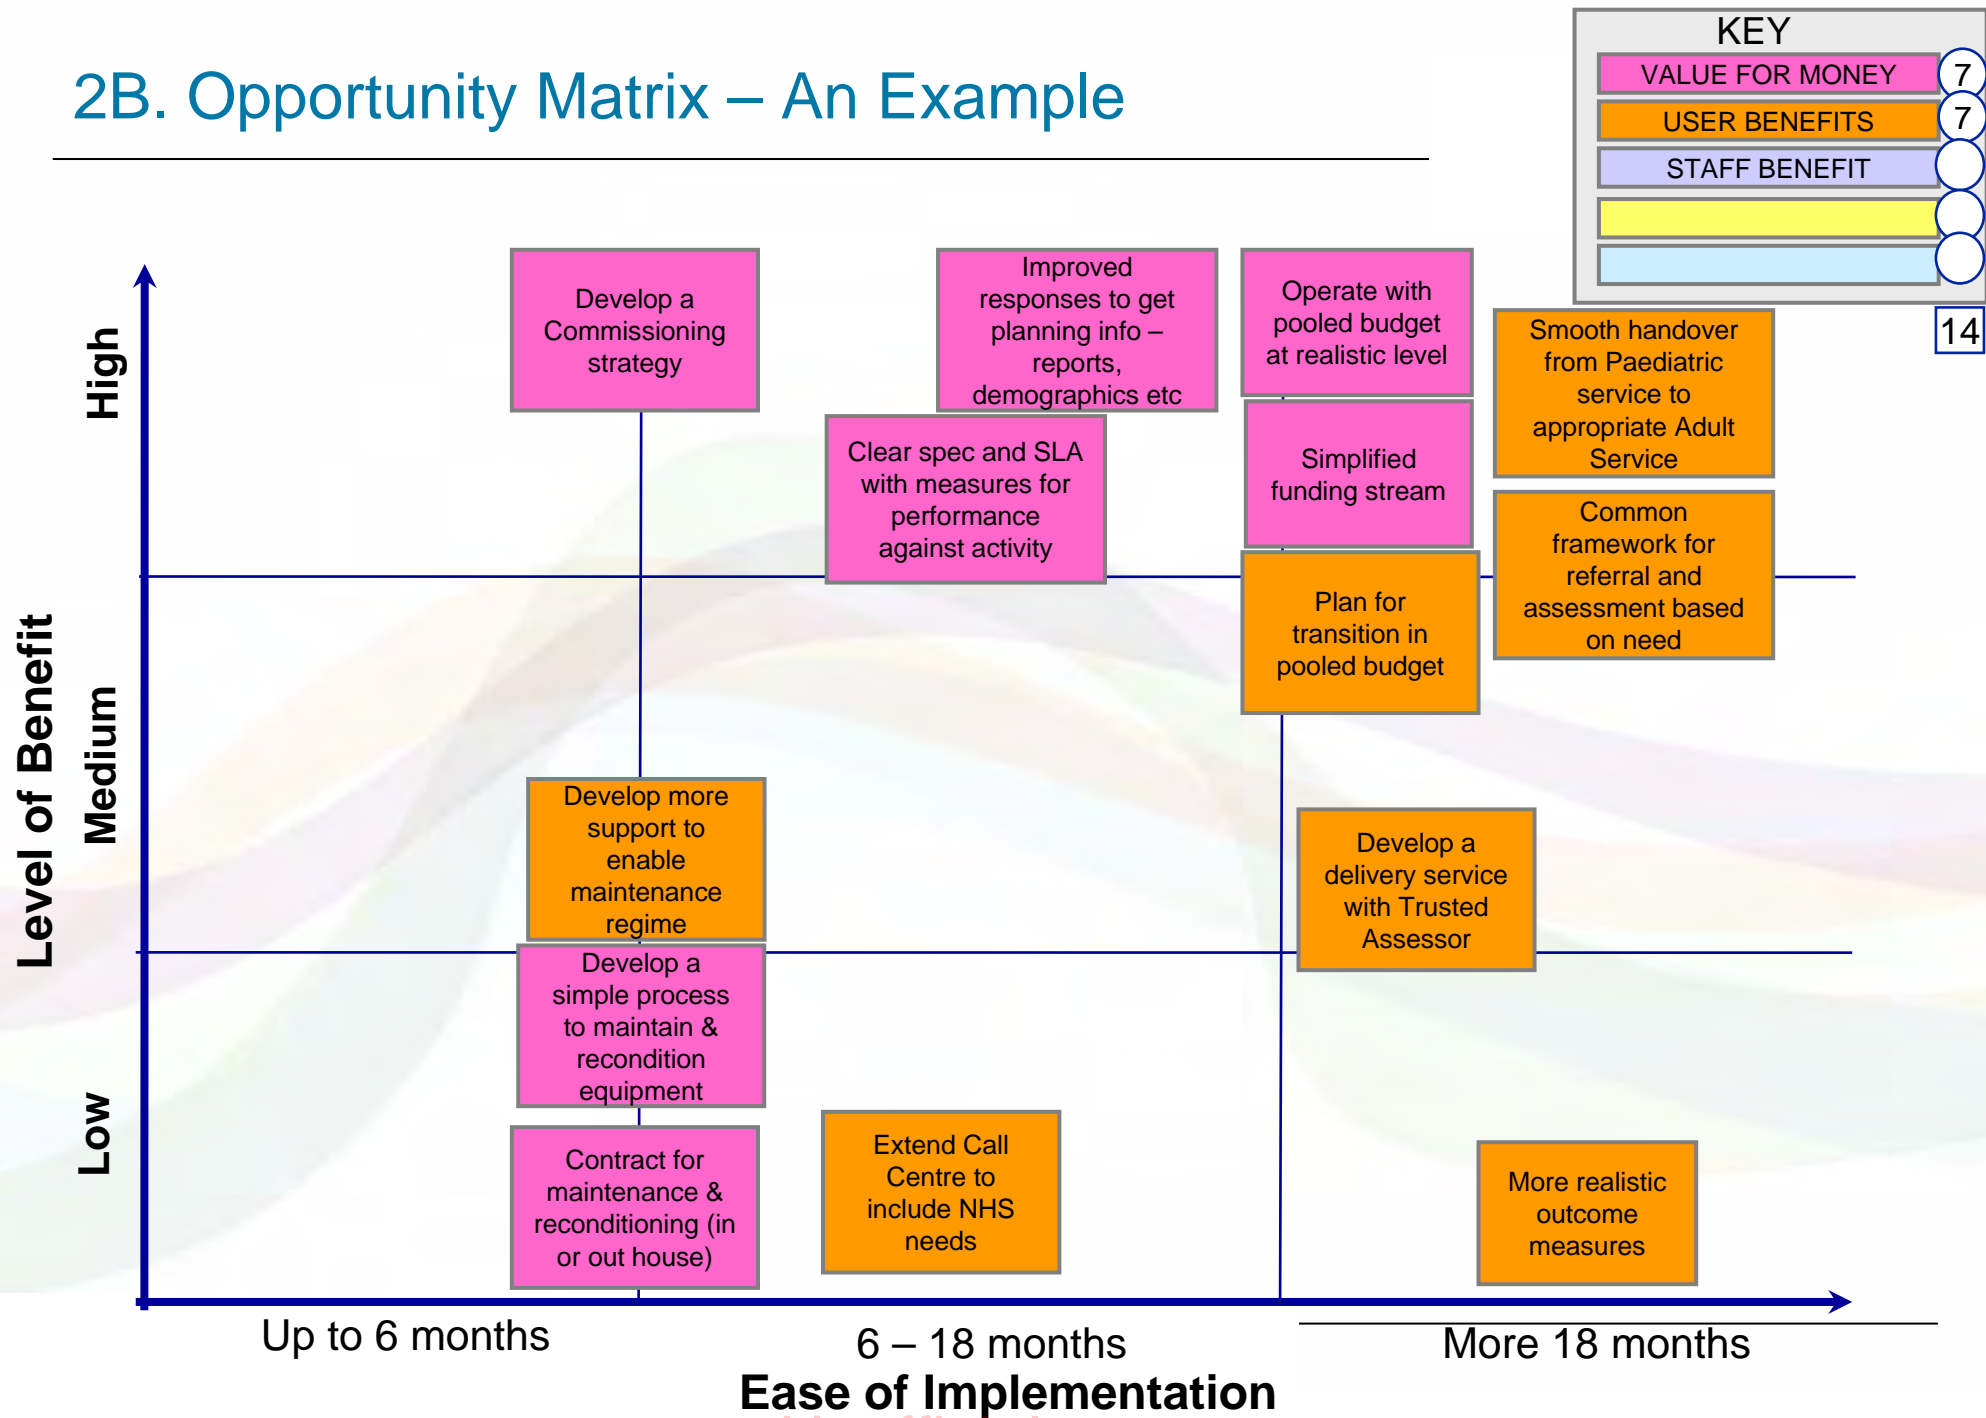 2B. Opportunity Matrix – An Example
KEY
VALUE FOR MONEY
7
USER BENEFITS
7
STAFF BENEFIT
14
Level of Benefit
High
Medium
Low
Develop a
Commissioning
strategy
Improved
responses to get
planning info –
reports,
demographics etc
Operate with
pooled budget
at realistic level
Smooth handover
from Paediatric
service to
appropriate Adult
Service
Clear spec and SLA
with measures for
performance
against activity
Simplified
funding stream
Common
framework for
referral and
assessment based
on need
Plan for
transition in
pooled budget
Develop more
support to
enable
maintenance
regime
Develop a
delivery service
with Trusted
Assessor
Develop a
simple process
to maintain &
recondition
equipment
Contract for
maintenance &
reconditioning (in
or out house)
Extend Call
Centre to
include NHS
needs
More realistic
outcome
measures
Up to 6 months
6 – 18 months
More 18 months
Ease of Implementation